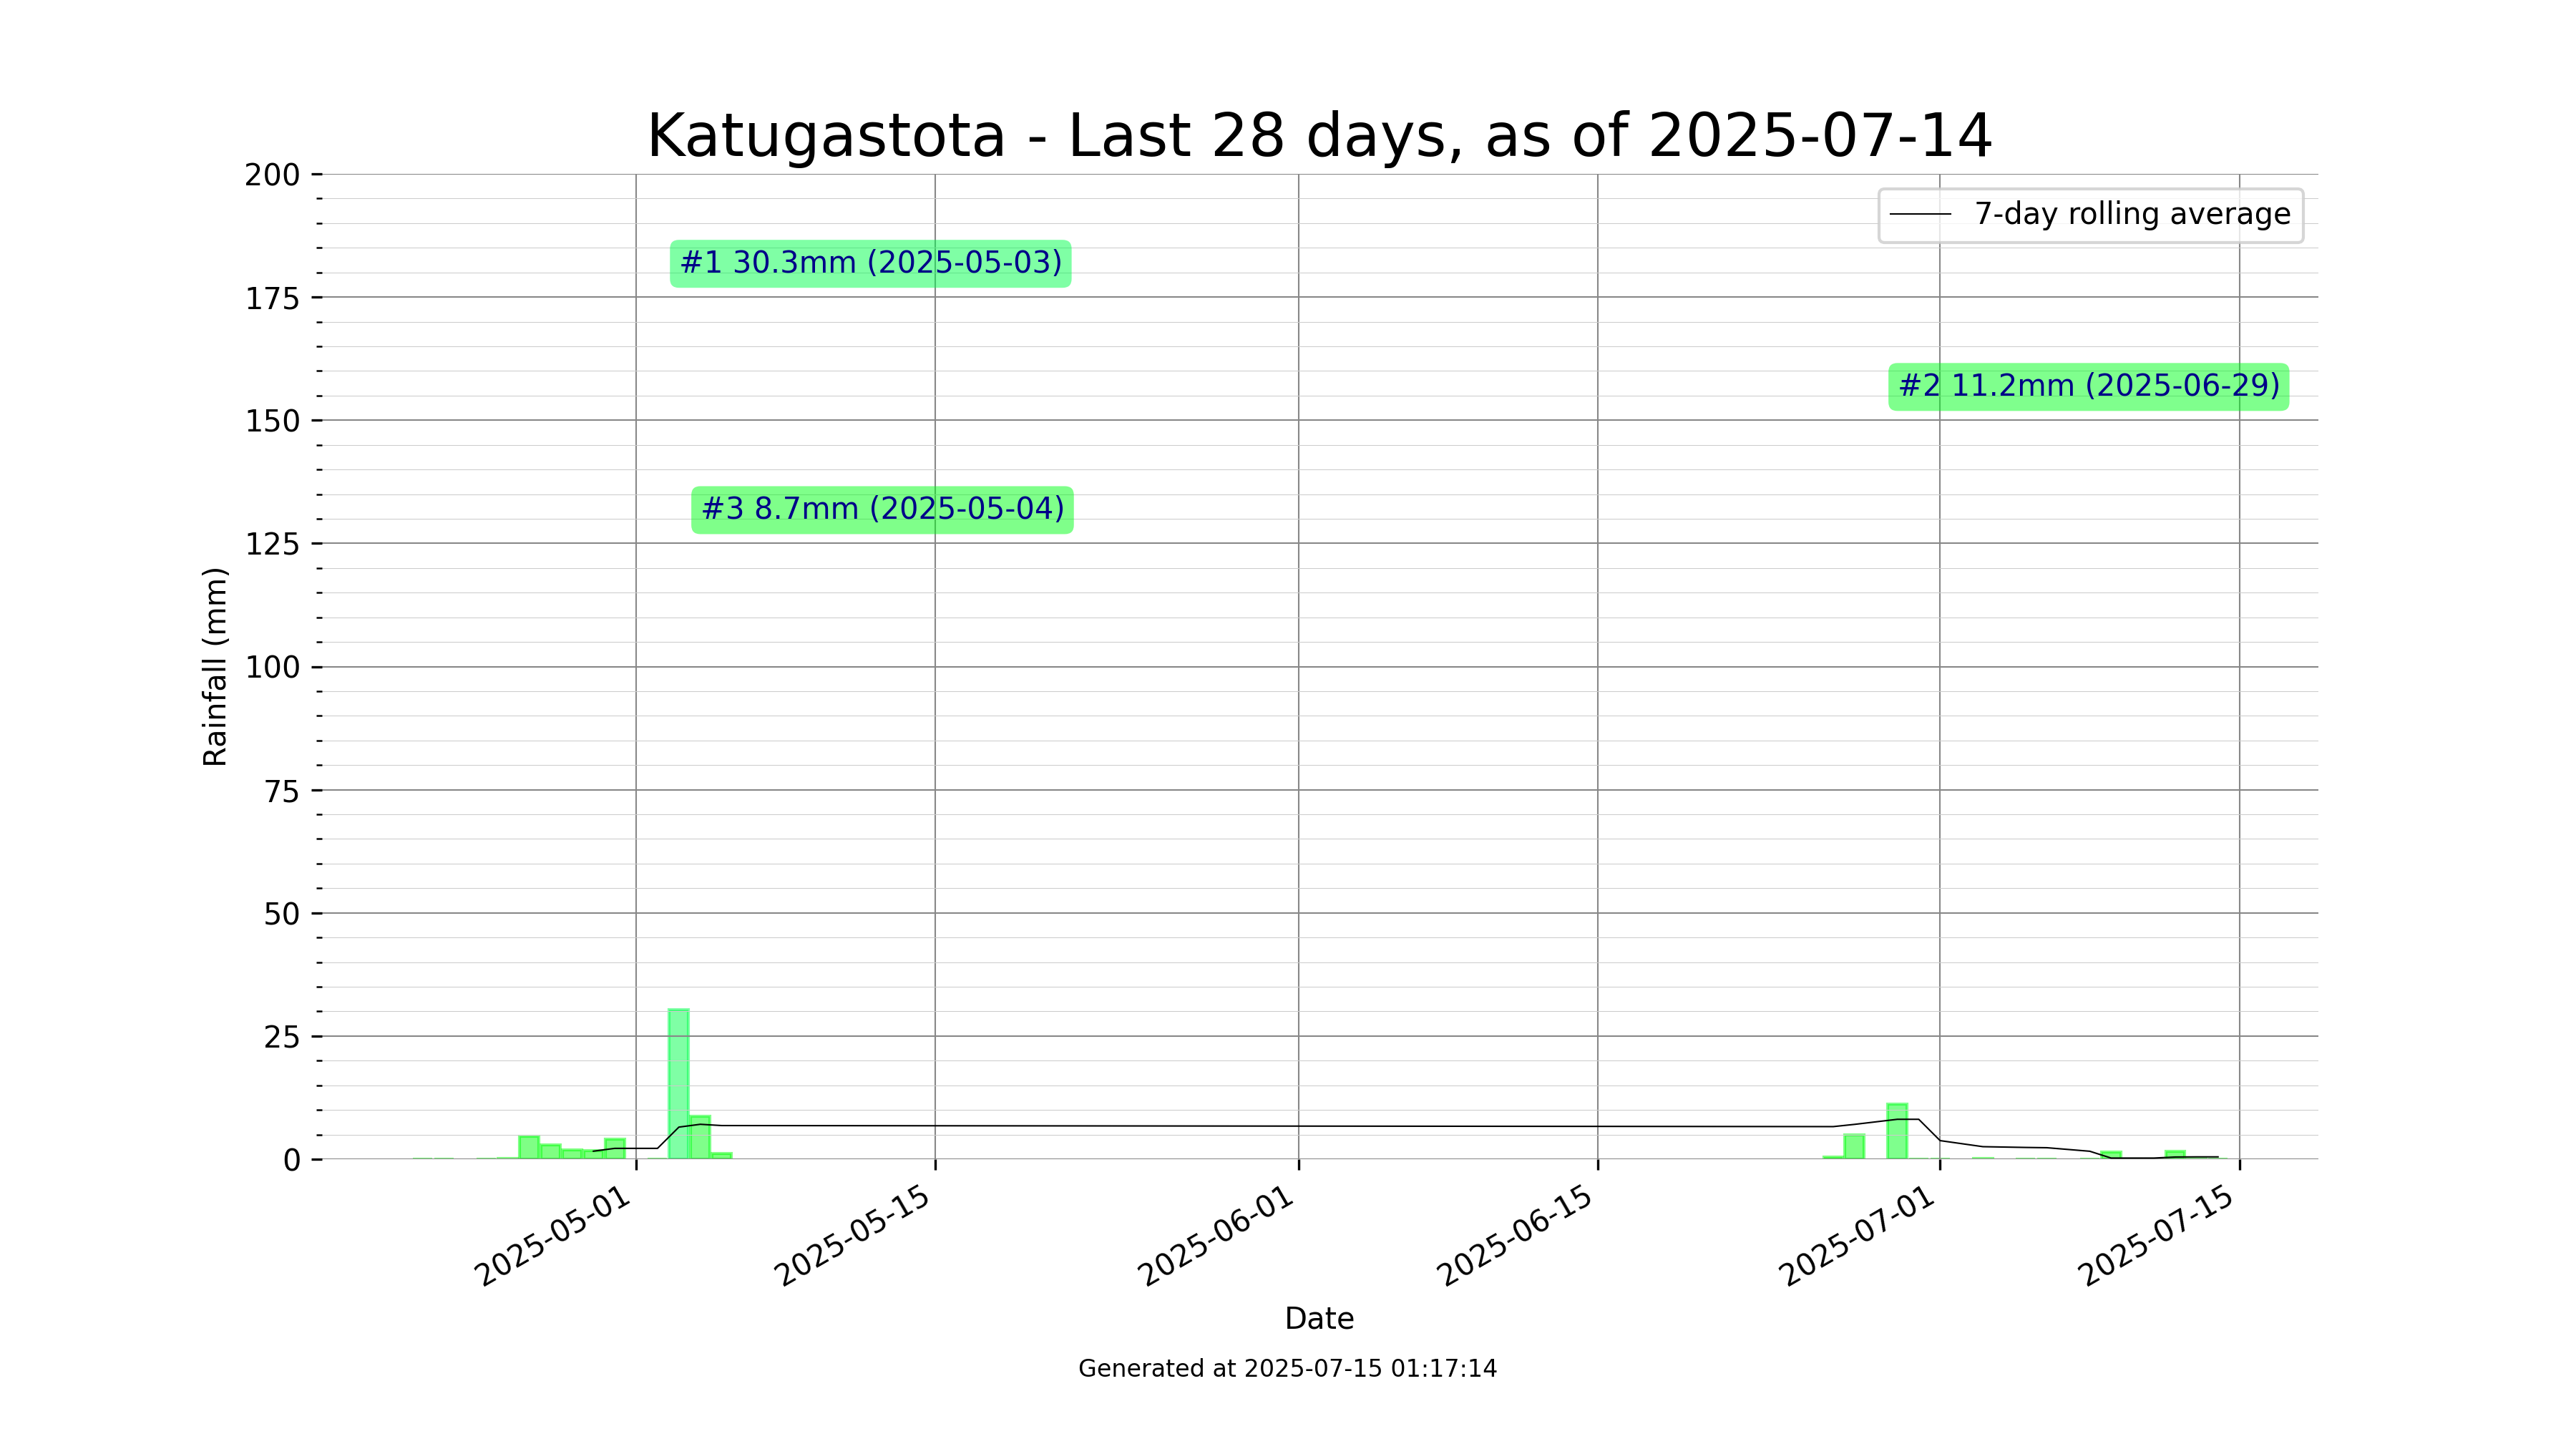 Katugastota - Last 28 days, as of 2025-07-14
200
175
150
125
100
75
50
25
0
Rainfall (mm)
7-day rolling average
#1 30.3mm (2025-05-03)
#2 11.2mm (2025-06-29)
#3 8.7mm (2025-05-04)
2025-05-01
2025-05-15
2025-06-01
2025-06-15
2025-07-01
2025-07-15
Date
Generated at 2025-07-15 01:17:14